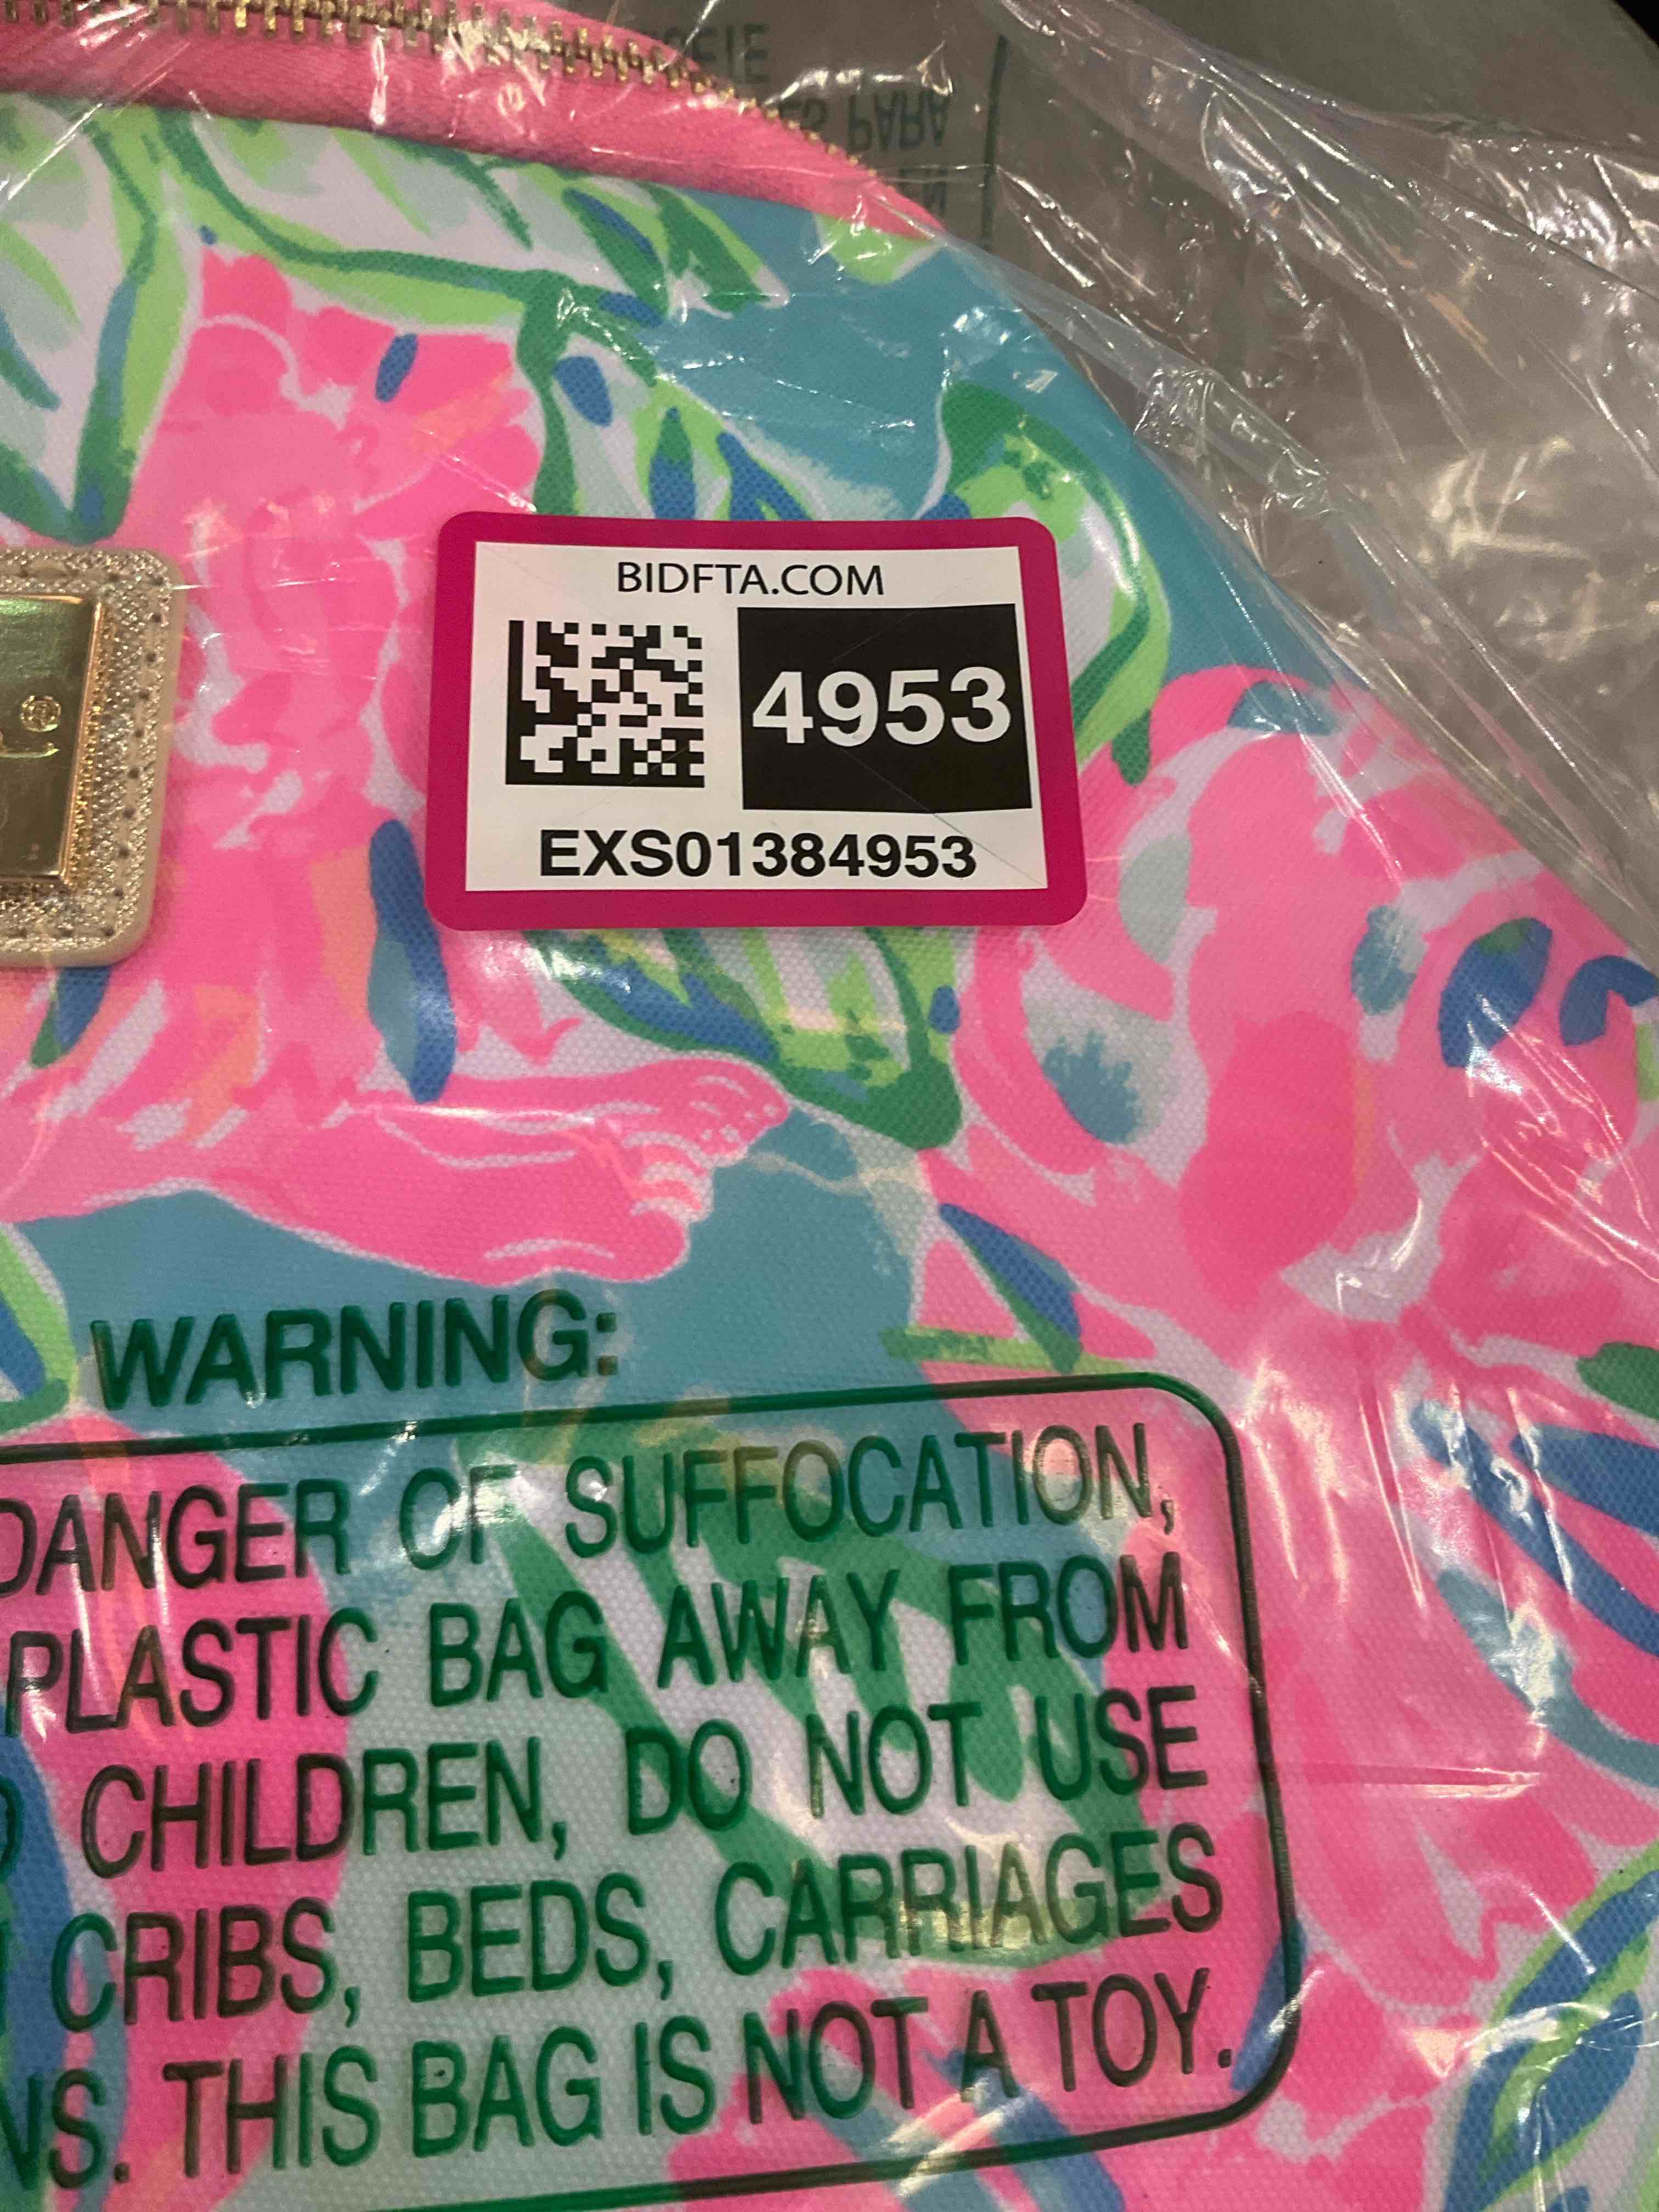 BIDFTA.COM
4953
EXS01384953
WARNING:
DANGER OF SUFFOCATION,
PLASTIC BAG AWAY FROM
CHILDREN, DO NOT USE
CRIBS, BEDS, CARRIAGES
THIS BAG IS NOT A TOY.
PARA